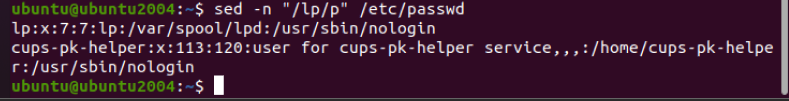 ubuntu@ubuntu2004:~$ sed -n "/lp/p" /etc/passwd
lp:x:7:7:lp:/var/spool/lpd:/usr/sbin/nologin
cups-pk-helper:x:113:120:user for cups-pk-helper service,,,:/home/cups-pk-helpe
r:/usr/sbin/nologin
ubuntu@ubuntu2004:~$